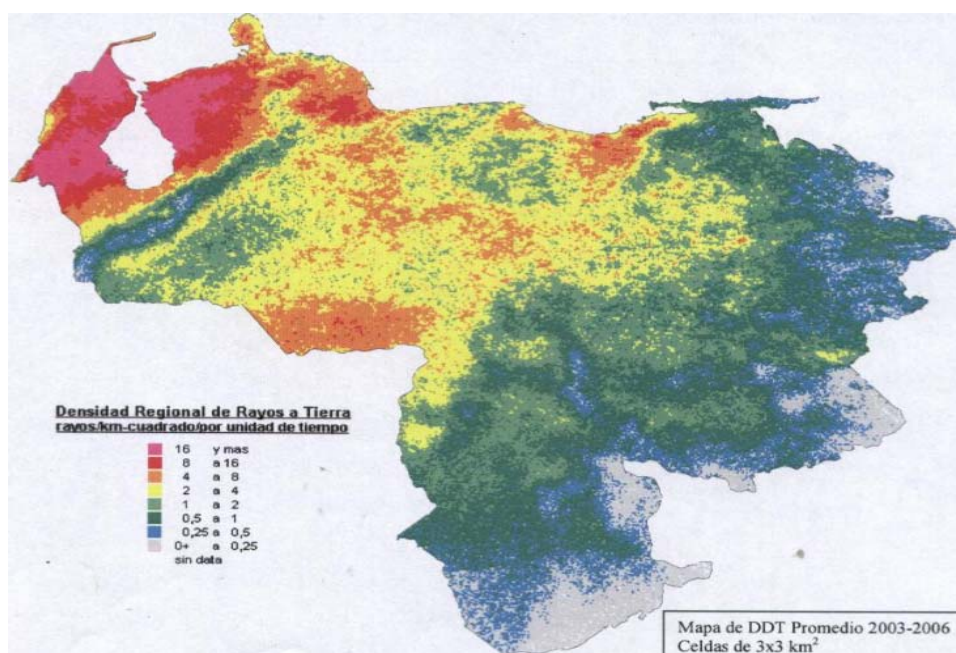 Densidad Regional de Rayos a Tierra
rayos/km-cuadrado/por unidad de tiempo
16 y mas
8 a 16
4 a 8
2 a 4
1 a 2
0,5 a 1
0,25 a 0,5
0+ a 0,25
sin data
Mapa de DDT Promedio 2003-2006
Celdas de 3x3 km²